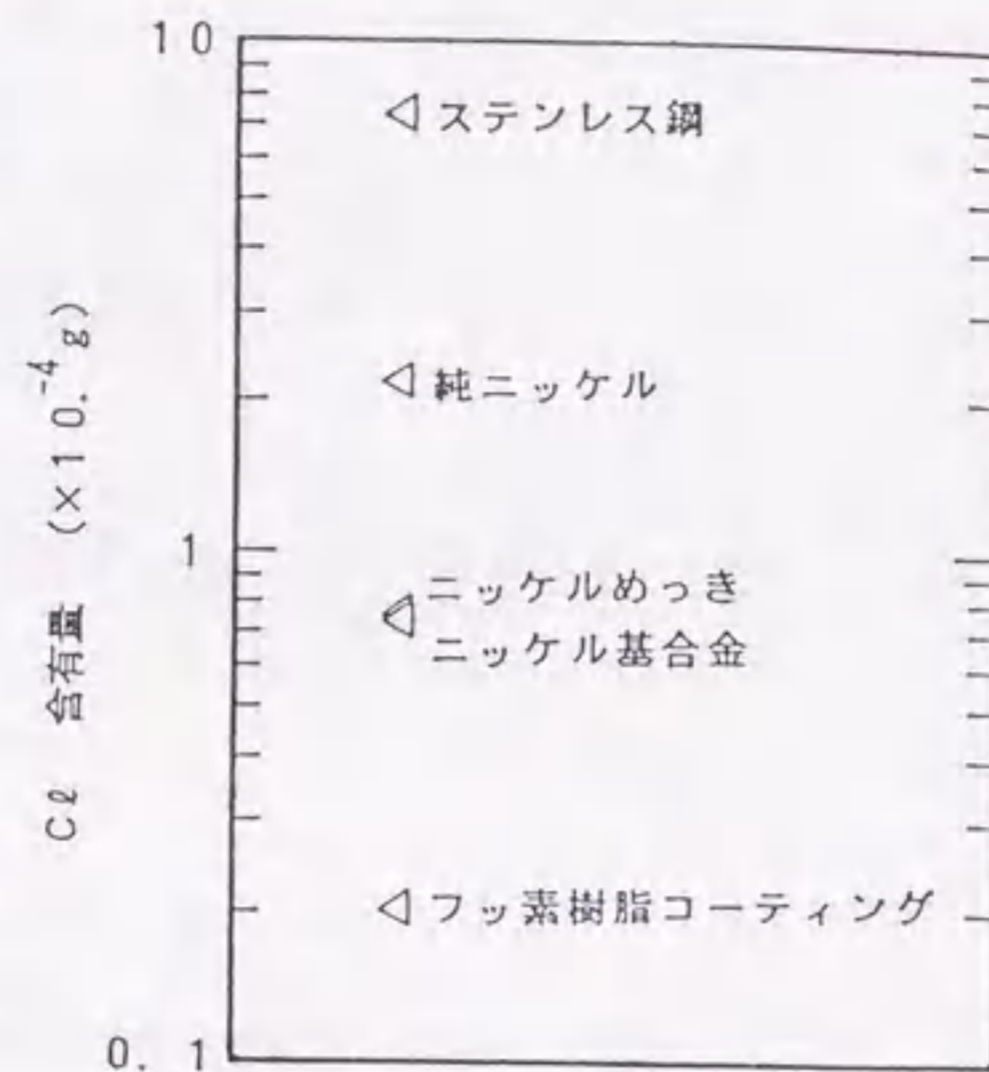 10
◁ステンレス鋼
◁純ニッケル
1
ニッケルめっき
◁ニッケル基合金
◁フッ素樹脂コーティング
0.1
Cℓ 含有量 (×10.⁻⁴g)